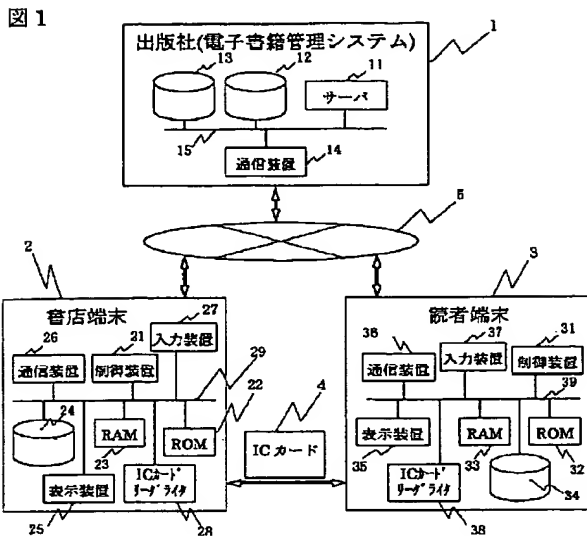 図1
出版社(電子書籍管理システム)
1
13
12
11
サーバ
15
通信装置
14
5
2
書店端末
27
入力装置
26
21
通信装置
制御装置
29
24
RAM
23
ROM
22
表示装置
25
ICカード
リーダライタ
28
4
ICカード
3
読者端末
36
37
31
通信装置
入力装置
制御装置
39
表示装置
35
RAM
33
ROM
32
ICカード
リーダライタ
38
34